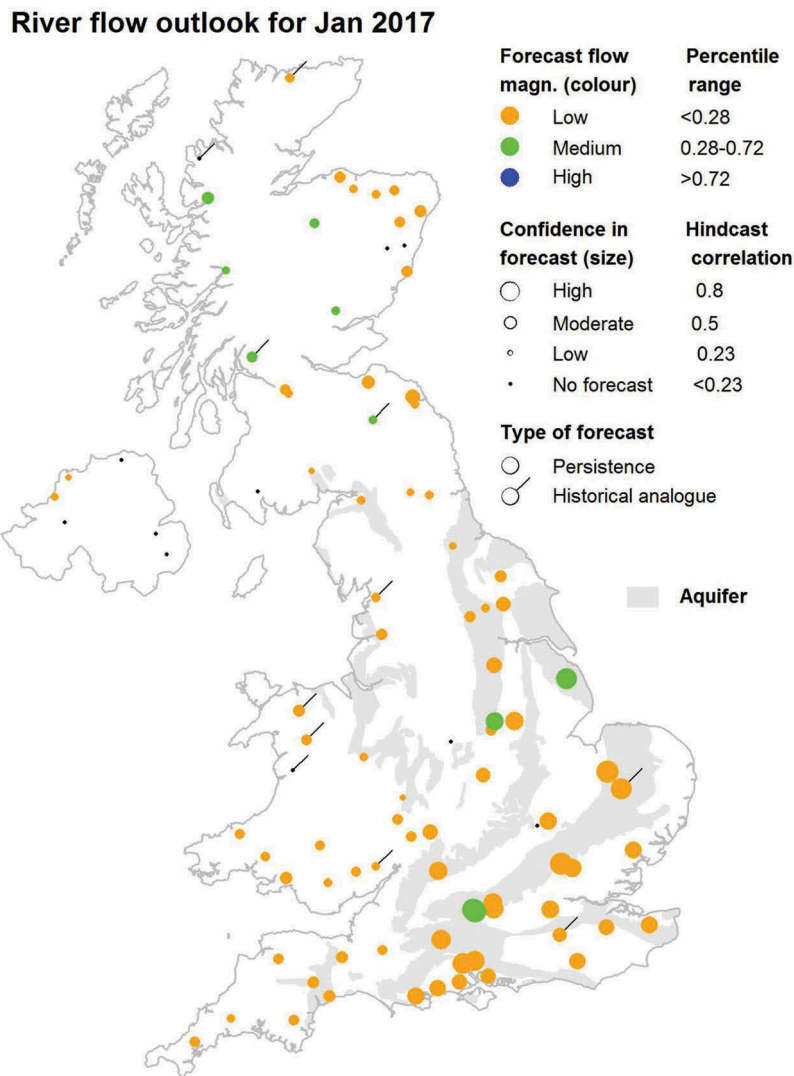 River flow outlook for Jan 2017
Forecast flow Percentile
magn. (colour) range
Low <0.28
Medium 0.28-0.72
High >0.72
Confidence in Hindcast
forecast (size) correlation
High 0.8
Moderate 0.5
Low 0.23
No forecast <0.23
Type of forecast
Persistence
Historical analogue
Aquifer